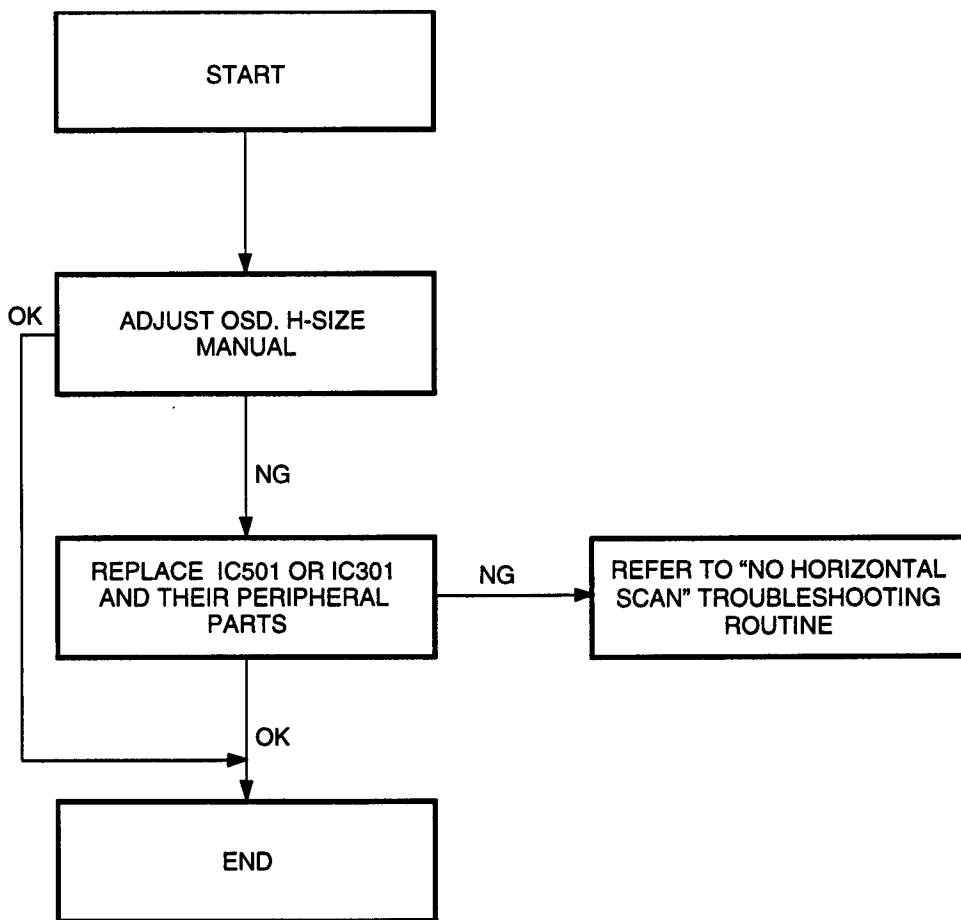 START
OK
ADJUST OSD. H-SIZE
MANUAL
NG
REPLACE IC501 OR IC301
AND THEIR PERIPHERAL
PARTS
NG
REFER TO “NO HORIZONTAL
SCAN” TROUBLESHOOTING
ROUTINE
OK
END